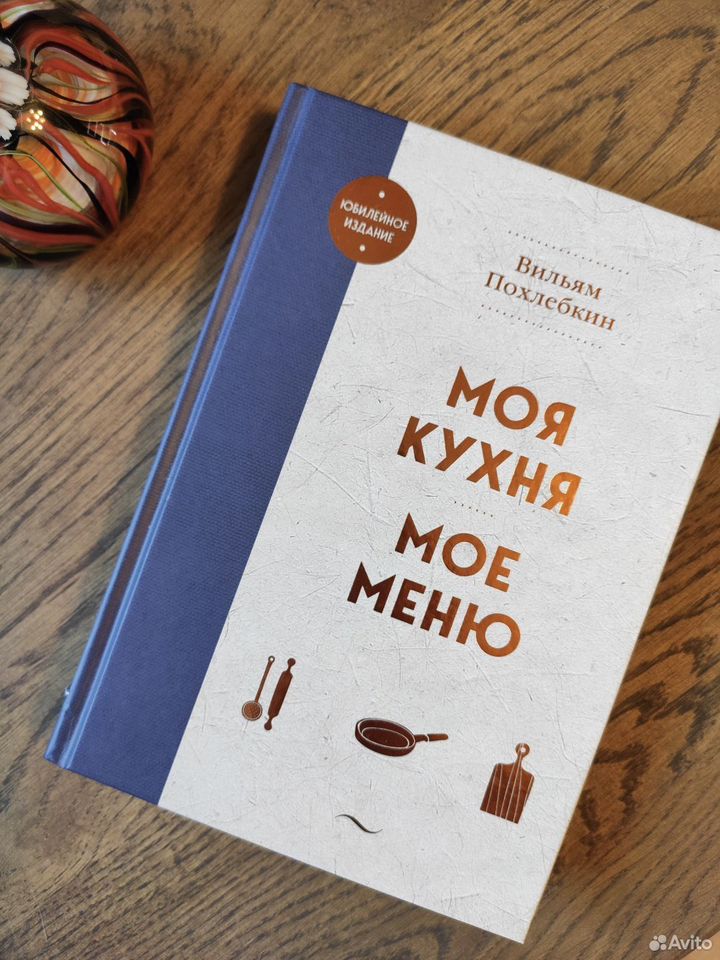 ЮБИЛЕЙНОЕ
ИЗДАНИЕ
Вильям
Похлебкин
МОЯ
КУХНЯ
МОЕ
МЕНЮ
Avito